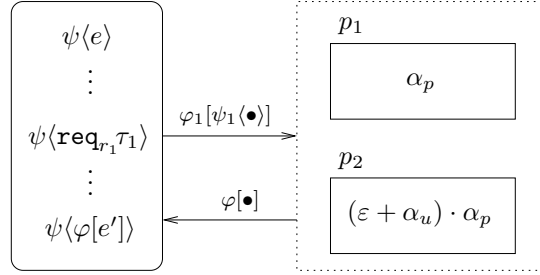 ψ⟨e⟩
⋮
ψ⟨req_{r_1} τ_1⟩
⋮
ψ⟨φ[e′]⟩
φ_1[ψ_1⟨•⟩]
φ[•]
p_1
α_p
p_2
(ε + α_u) · α_p